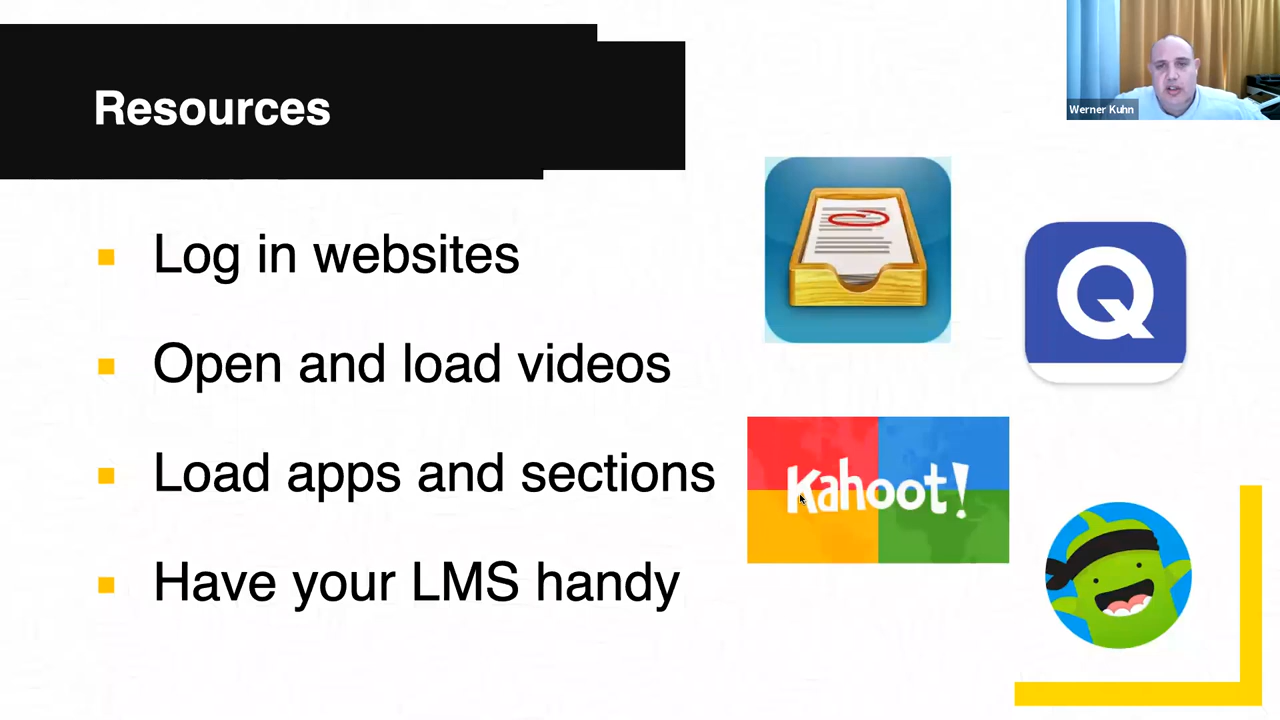 Resources
Werner Kuhn
Log in websites
Open and load videos
Load apps and sections
Have your LMS handy
Q
Kahoot!